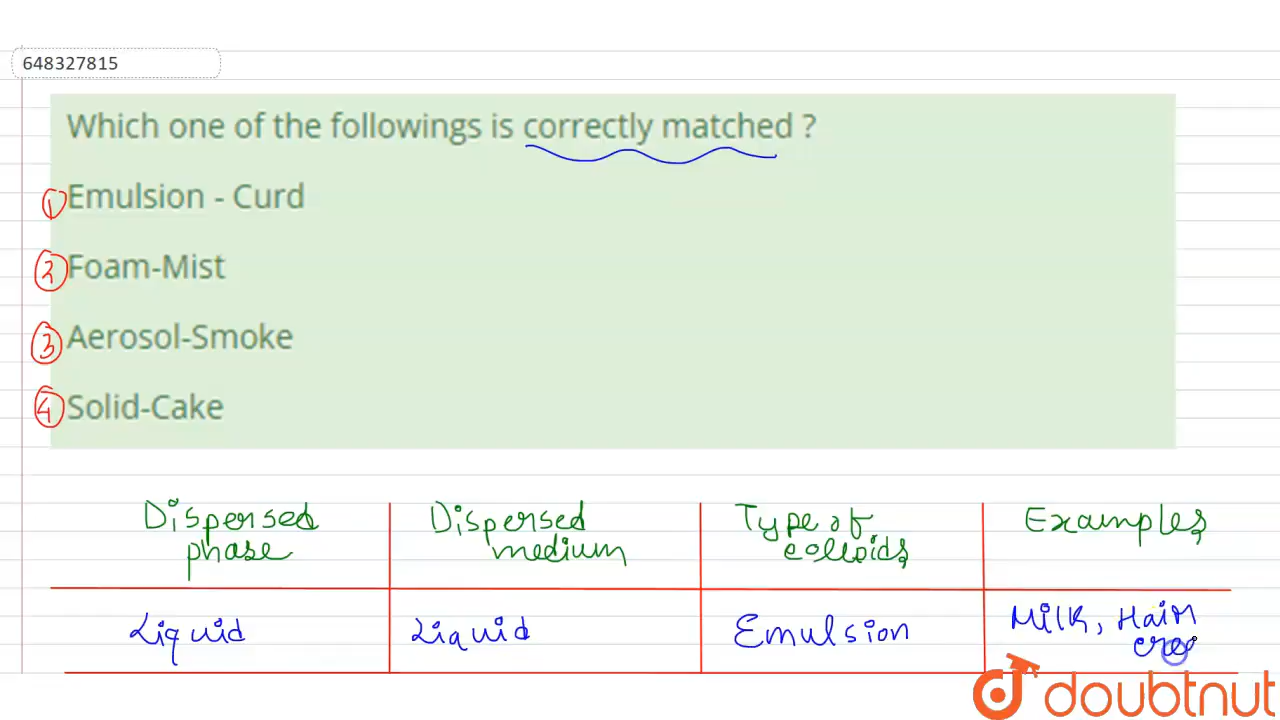 648327815
Which one of the followings is correctly matched ?
1 Emulsion - Curd
2 Foam-Mist
3 Aerosol-Smoke
4 Solid-Cake
Dispersed phase Dispersed medium Type of colloids Examples
Liquid Liquid Emulsion Milk, Hair crea
doubtnut